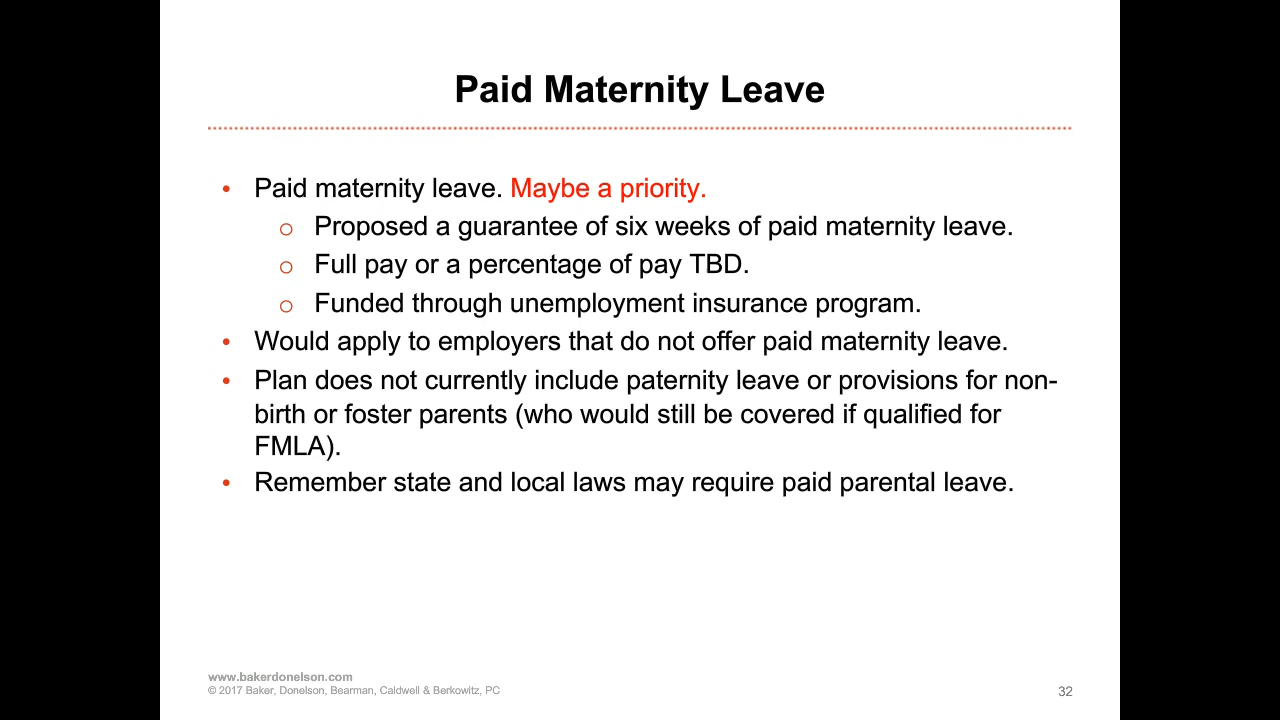 Paid Maternity Leave
• Paid maternity leave. Maybe a priority.
o Proposed a guarantee of six weeks of paid maternity leave.
o Full pay or a percentage of pay TBD.
o Funded through unemployment insurance program.
• Would apply to employers that do not offer paid maternity leave.
• Plan does not currently include paternity leave or provisions for non-
birth or foster parents (who would still be covered if qualified for
FMLA).
• Remember state and local laws may require paid parental leave.
www.bakerdonelson.com
© 2017 Baker, Donelson, Bearman, Caldwell & Berkowitz, PC
32